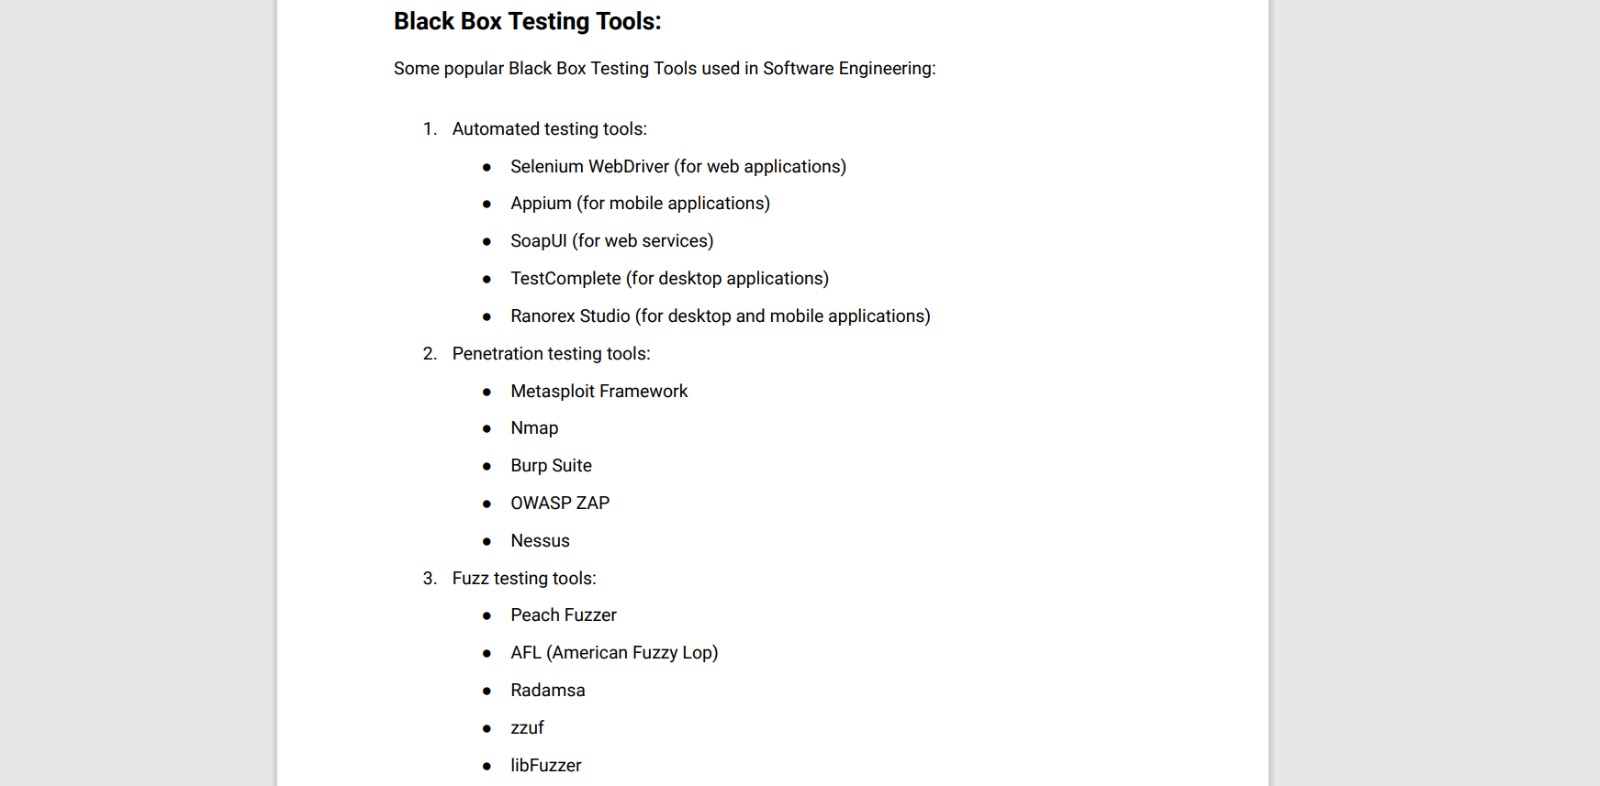 Black Box Testing Tools:
Some popular Black Box Testing Tools used in Software Engineering:
1. Automated testing tools:
● Selenium WebDriver (for web applications)
● Appium (for mobile applications)
● SoapUI (for web services)
● TestComplete (for desktop applications)
● Ranorex Studio (for desktop and mobile applications)
2. Penetration testing tools:
● Metasploit Framework
● Nmap
● Burp Suite
● OWASP ZAP
● Nessus
3. Fuzz testing tools:
● Peach Fuzzer
● AFL (American Fuzzy Lop)
● Radamsa
● zzuf
● libFuzzer